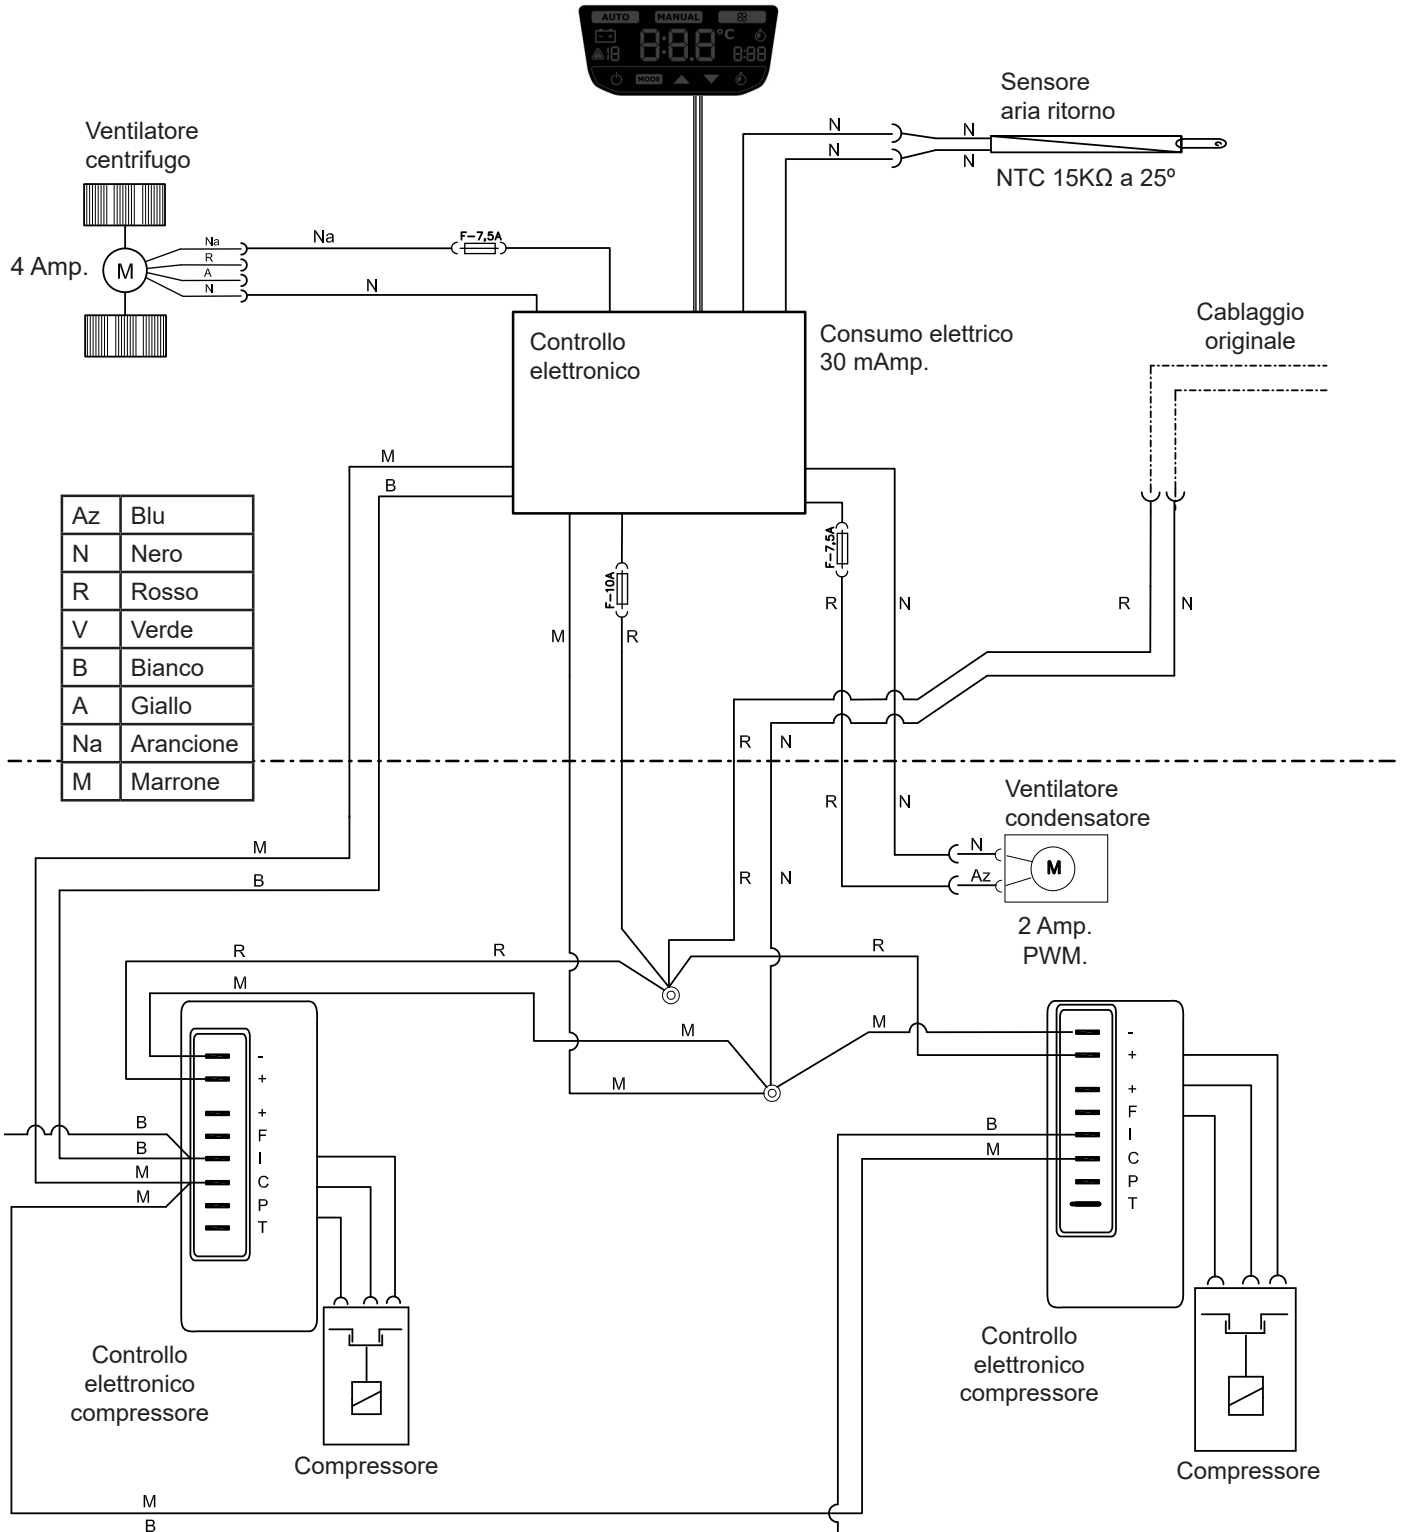 AUTO MANUAL
8:8.8 °C
18 8:88
MODE
Sensore
aria ritorno
N
N
N
N
NTC 15KΩ a 25º
Ventilatore
centrifugo
4 Amp.
M
Na
R
A
N
Na
F-7,5A
N
Controllo
elettronico
Consumo elettrico
30 mAmp.
Cablaggio
originale
M
B
Az Blu
N Nero
R Rosso
V Verde
B Bianco
A Giallo
Na Arancione
M Marrone
F-10A
F-7,5A
M
R
R
N
R
N
R
N
R
N
Ventilatore
condensatore
N
Az
M
2 Amp.
PWM.
M
B
R
N
R
R
R
M
M
M
M
-
+
+
F
I
C
P
T
B
B
M
M
-
+
+
F
I
C
P
T
B
M
Controllo
elettronico
compressore
Compressore
Controllo
elettronico
compressore
Compressore
M
B